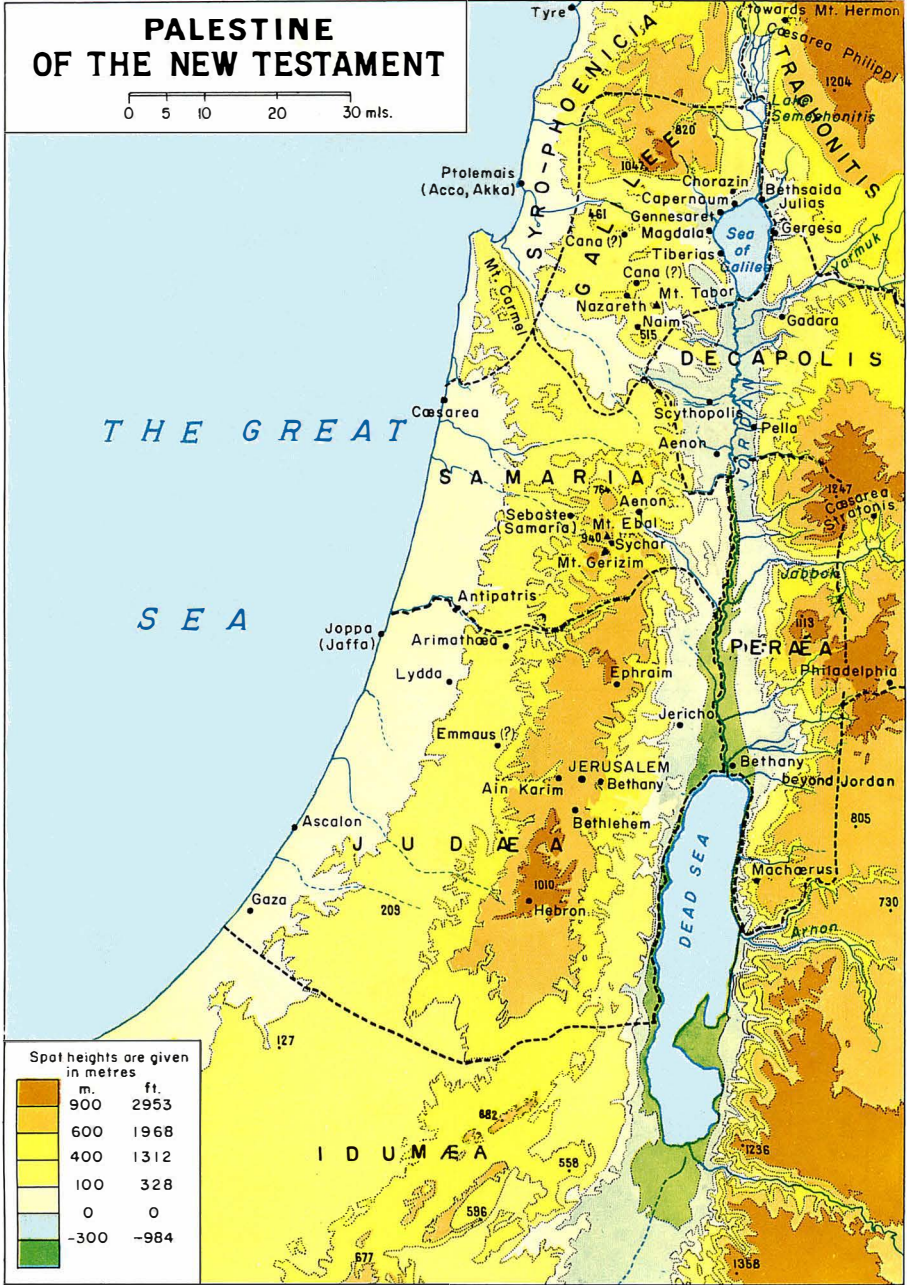 PALESTINE
OF THE NEW TESTAMENT
0 5 10 20 30 mls.
Tyre
towards Mt. Hermon
Cæsarea Philippi
SYRO-PHOENICIA
TRACHONITIS
1204
Lake
Semechonitis
820
1047
GALILEE
Ptolemais
(Acco, Akka)
Chorazin
Bethsaida
Julias
Capernaum
Gennesaret
461
Magdala
Gergesa
Cana (?)
Sea
of
Galilee
Tiberias
Jarmuk
Cana (?)
Mt. Carmel
Mt. Tabor
Nazareth
Naim
515
Gadara
DECAPOLIS
Cæsarea
Scythopolis
JORDAN
Pella
THE GREAT
SEA
Aenon
SAMARIA
764
1247
Cæsarea
Stratonis
Aenon
Sebaste
(Samaria)
Mt. Ebal
940
Sychar
Mt. Gerizim
Jabbok
Antipatris
1113
Joppa
(Jaffa)
Arimathæa
PERÆA
Lydda
Ephraim
Philadelphia
Jericho
Emmaus (?)
JERUSALEM
Bethany
beyond Jordan
Ain Karim
Bethany
Bethlehem
805
Ascalon
JUDÆA
Machærus
1010
Hebron
Gaza
209
DEAD SEA
730
Arnon
127
Spot heights are given
in metres
m. ft.
900 2953
600 1968
400 1312
100 328
0 0
-300 -984
682
IDUMÆA
558
1236
596
677
1358